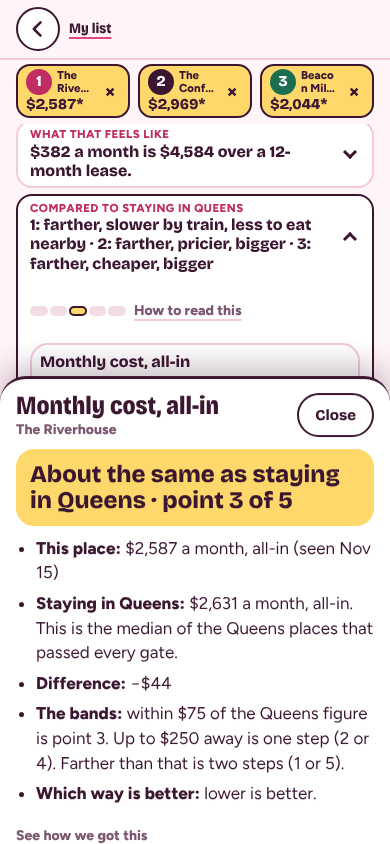 My list
1 The Rive... × $2,587*
2 The Conf... × $2,969*
3 Beaco n Mil... × $2,044*
WHAT THAT FEELS LIKE
$382 a month is $4,584 over a 12-
month lease.
COMPARED TO STAYING IN QUEENS
1: farther, slower by train, less to eat
nearby · 2: farther, pricier, bigger · 3:
farther, cheaper, bigger
How to read this
Monthly cost, all-in
Monthly cost, all-in
The Riverhouse
Close
About the same as staying
in Queens · point 3 of 5
• This place: $2,587 a month, all-in (seen Nov
15)
• Staying in Queens: $2,631 a month, all-in.
This is the median of the Queens places that
passed every gate.
• Difference: −$44
• The bands: within $75 of the Queens figure
is point 3. Up to $250 away is one step (2 or
4). Farther than that is two steps (1 or 5).
• Which way is better: lower is better.
See how we got this